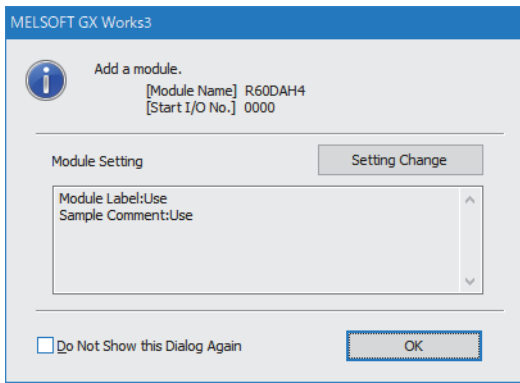 MELSOFT GX Works3
Add a module.
[Module Name] R60DAH4
[Start I/O No.] 0000
Module Setting
Setting Change
Module Label:Use
Sample Comment:Use
Do Not Show this Dialog Again
OK